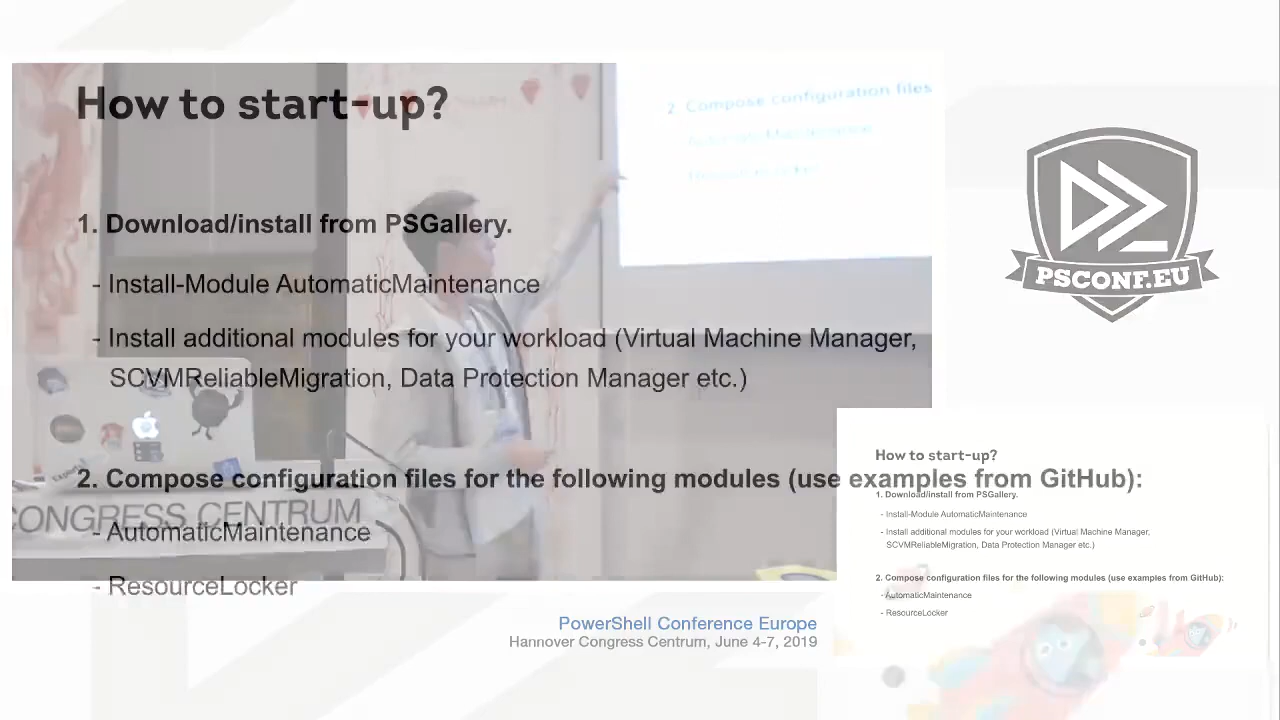 How to start-up?
1. Download/install from PSGallery.
- Install-Module AutomaticMaintenance
- Install additional modules for your workload (Virtual Machine Manager,
SCVMReliableMigration, Data Protection Manager etc.)
2. Compose configuration files for the following modules (use examples from GitHub):
- AutomaticMaintenance
- ResourceLocker
2 Compose configuration files
AutomaticMaintenance
ResourceLocker
CONGRESS CENTRUM
PSCONF.EU
How to start-up?
1. Download/install from PSGallery.
- Install-Module AutomaticMaintenance
- Install additional modules for your workload (Virtual Machine Manager,
SCVMReliableMigration, Data Protection Manager etc.)
2. Compose configuration files for the following modules (use examples from GitHub):
- AutomaticMaintenance
- ResourceLocker
PowerShell Conference Europe
Hannover Congress Centrum, June 4-7, 2019